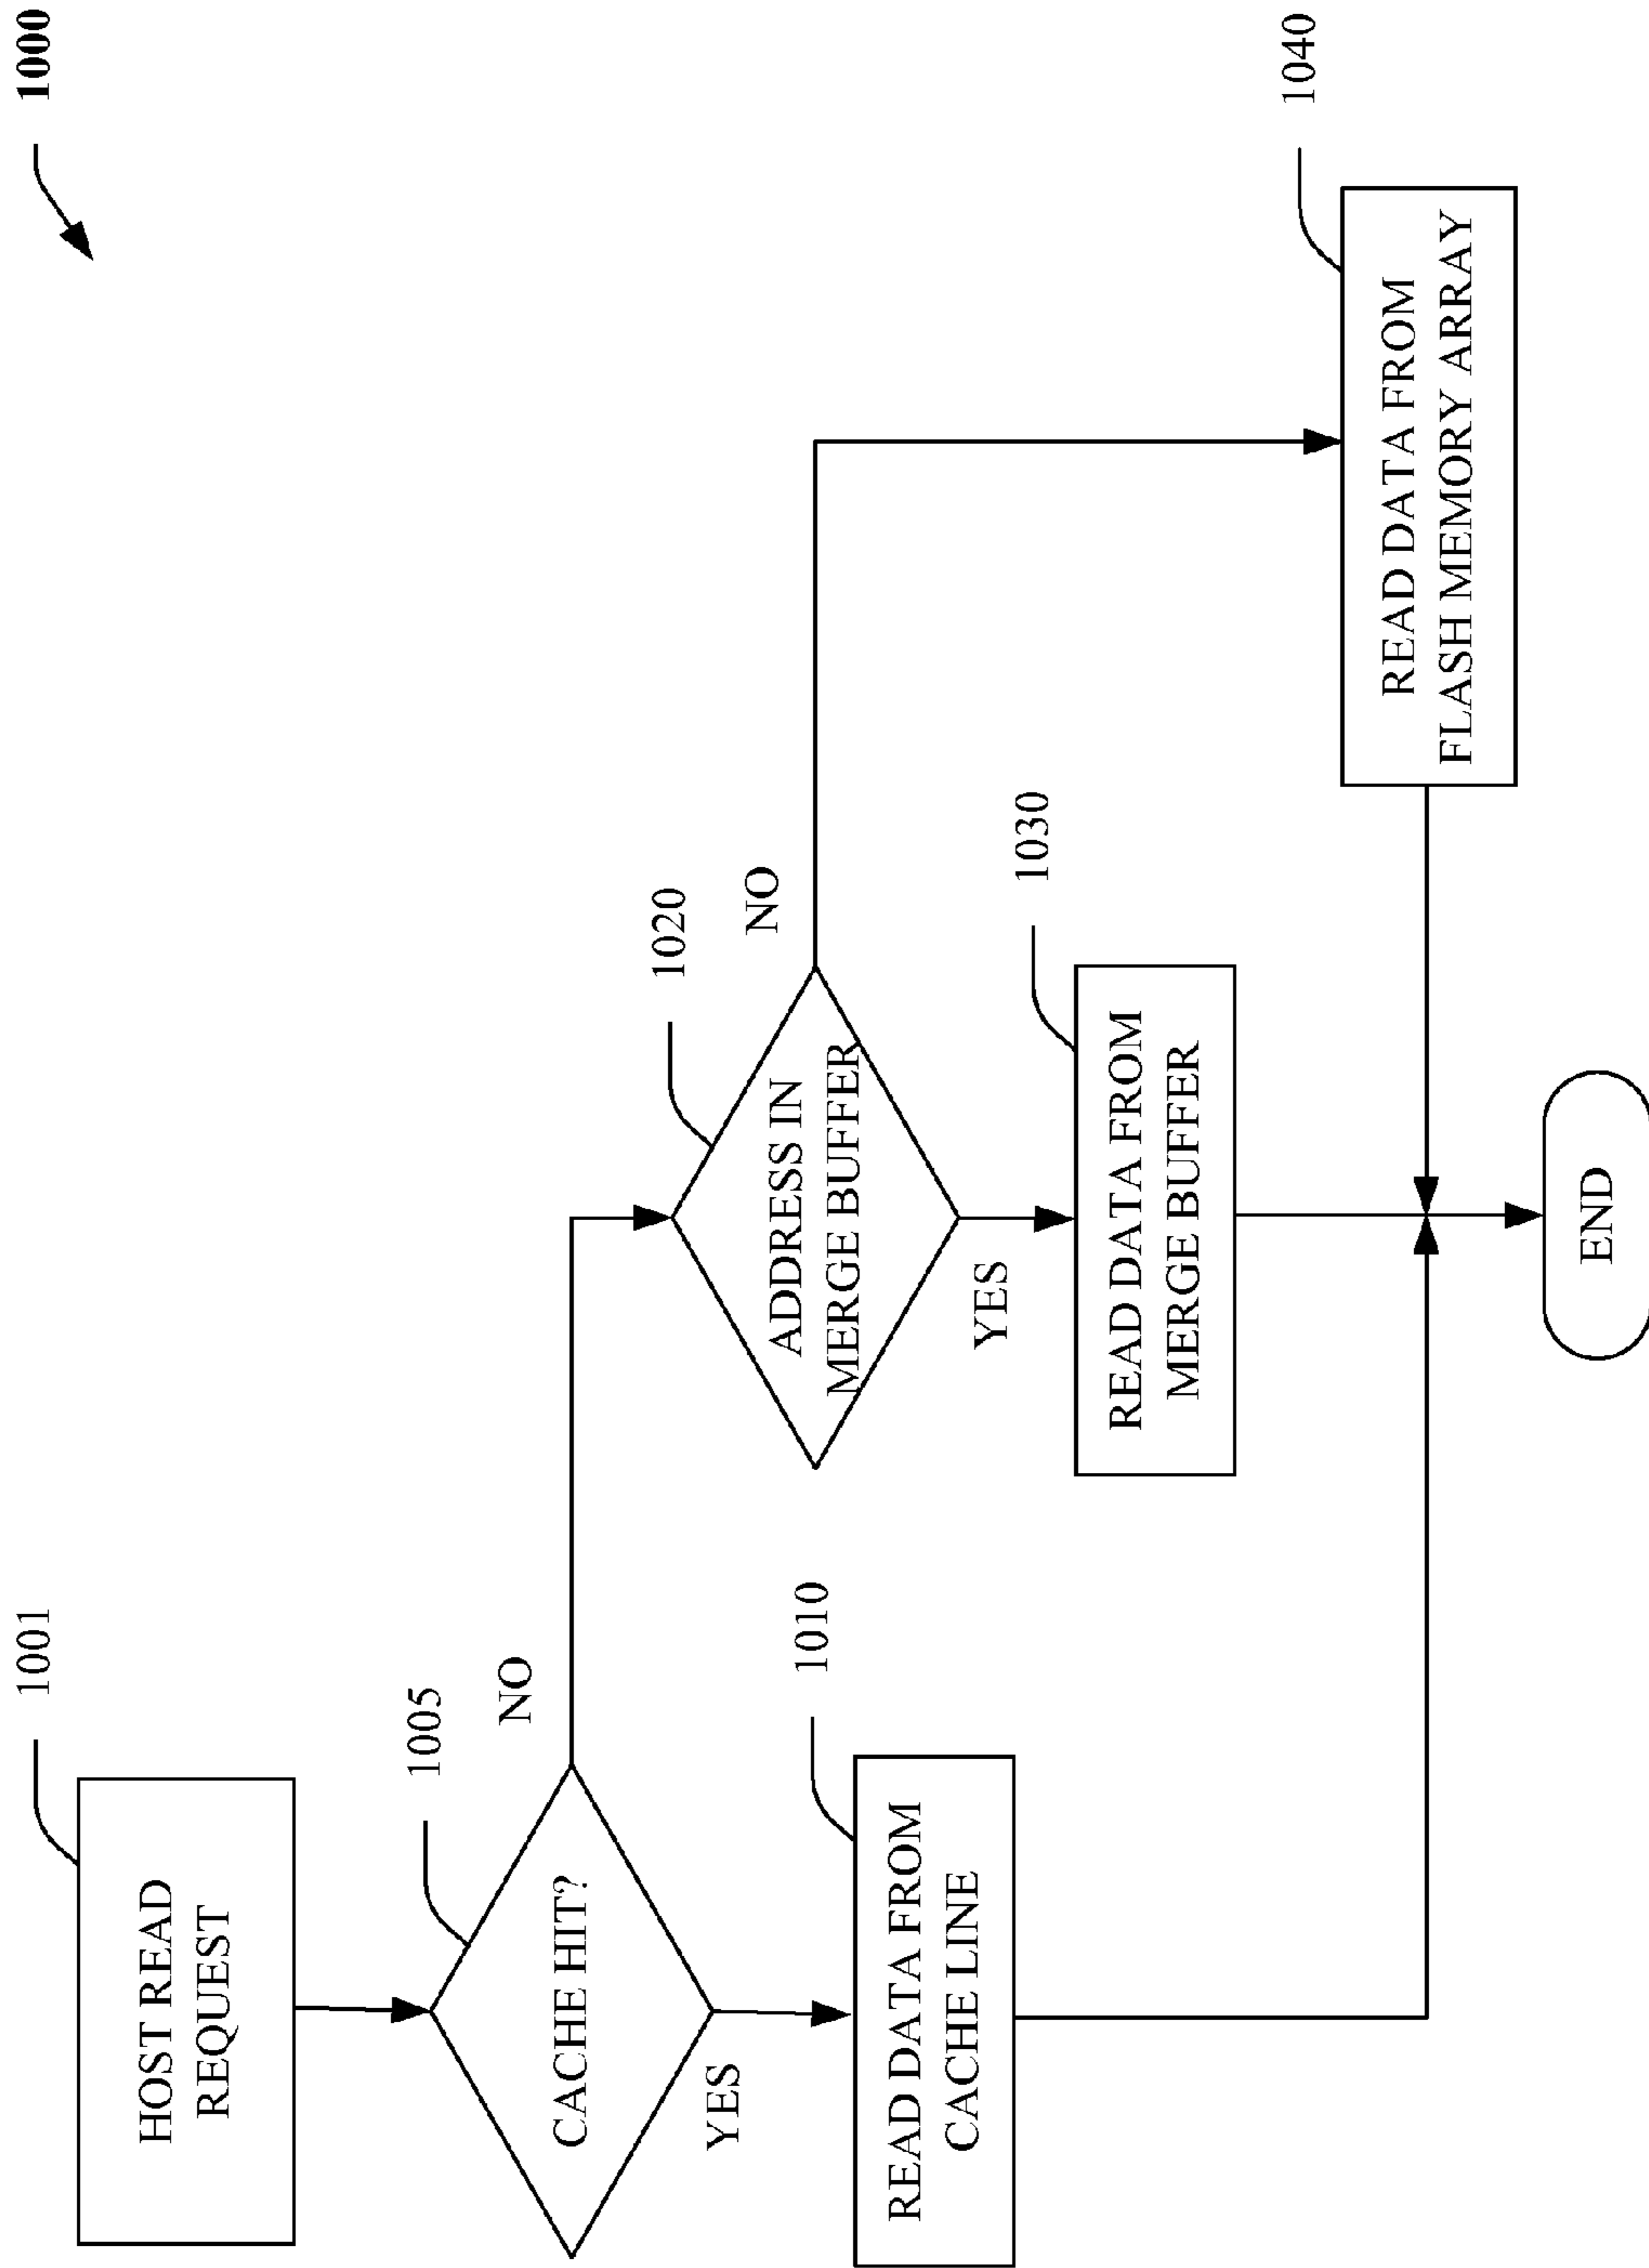 1000
1001
HOST READ
REQUEST
1005
CACHE HIT?
NO
YES
1010
READ DATA FROM
CACHE LINE
1020
ADDRESS IN
MERGE BUFFER
NO
YES
1030
READ DATA FROM
MERGE BUFFER
1040
READ DATA FROM
FLASH MEMORY ARRAY
END